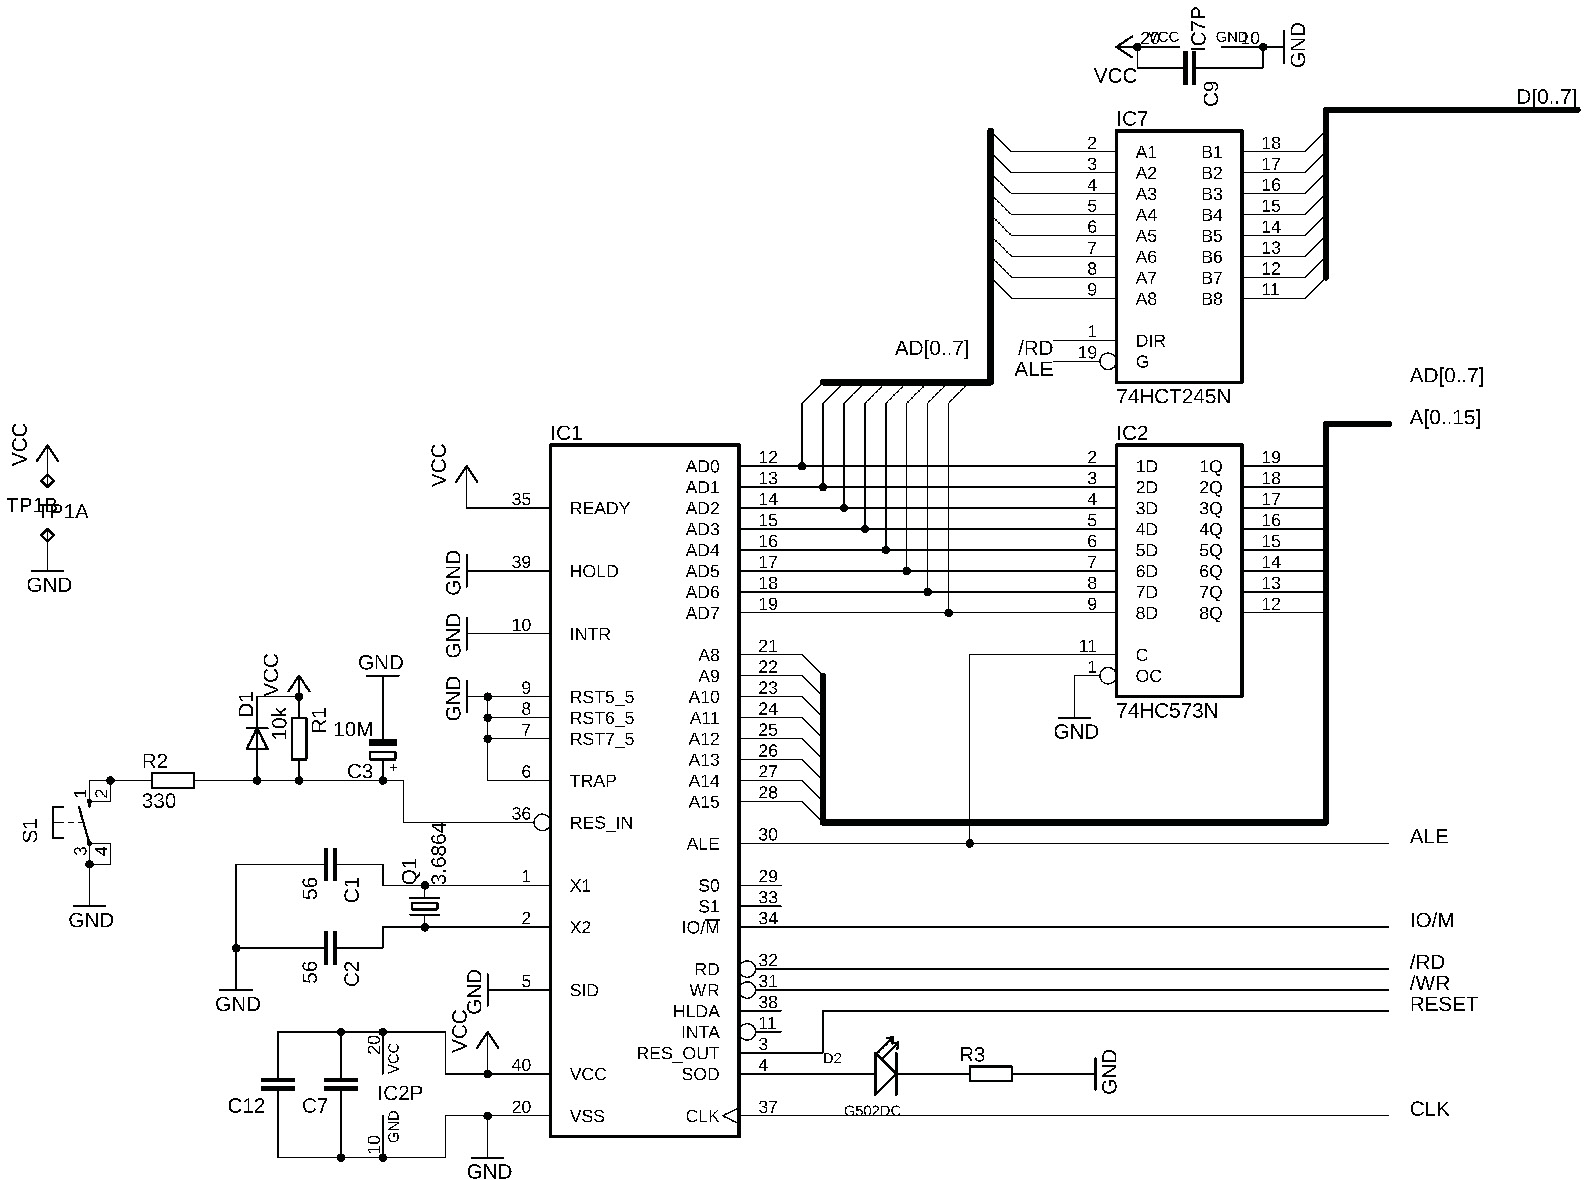 20 VCC IC7P GND 10 GND
VCC C9
D[0..7]
IC7
2 A1 B1 18
3 A2 B2 17
4 A3 B3 16
5 A4 B4 15
6 A5 B5 14
7 A6 B6 13
8 A7 B7 12
9 A8 B8 11
AD[0..7]
/RD 1 DIR
ALE 19 G
74HCT245N
AD[0..7]
A[0..15]
VCC
TP1B TP1A
GND
IC1
IC2
VCC 35 READY
GND 39 HOLD
GND 10 INTR
GND 9 RST5_5
8 RST6_5
7 RST7_5
6 TRAP
36 RES_IN
1 X1
2 X2
GND 5 SID
VCC 40 VCC
20 VSS
GND
AD0 12 2 1D 1Q 19
AD1 13 3 2D 2Q 18
AD2 14 4 3D 3Q 17
AD3 15 5 4D 4Q 16
AD4 16 6 5D 5Q 15
AD5 17 7 6D 6Q 14
AD6 18 8 7D 7Q 13
AD7 19 9 8D 8Q 12
A8 21 11 C
A9 22 1 OC
A10 23 74HC573N
A11 24 GND
A12 25
A13 26
A14 27
A15 28
ALE 30 ALE
S0 29
S1 33
IO/M 34 IO/M
RD 32 /RD
WR 31 /WR
HLDA 38 RESET
INTA 11
RES_OUT 3 D2 R3
SOD 4 GND
G502DC
CLK 37 CLK
GND
D1 VCC 10k R1 10M
C3 +
R2
330
S1 1 2
3 4
GND
56 C1 Q1 3.6864
56 C2
GND
20 VCC
C12 C7 IC2P
10 GND